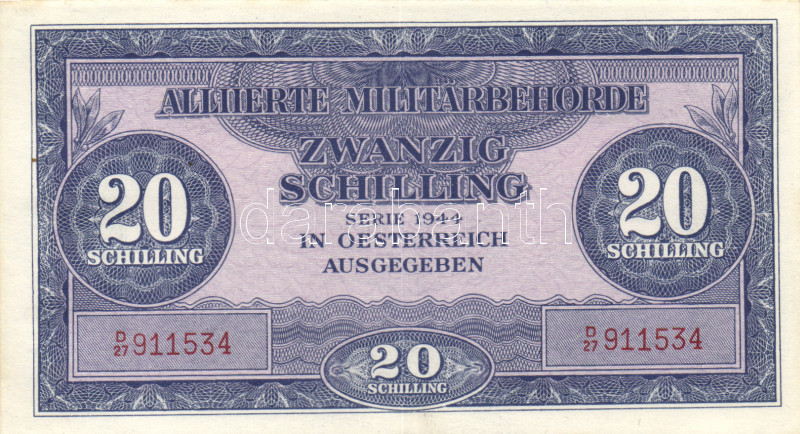 ALLIIERTE MILITÄRBEHÖRDE
ZWANZIG
SCHILLING
SERIE 1944
IN OESTERREICH
AUSGEGEBEN
20
SCHILLING
20
SCHILLING
D/27 911534
D/27 911534
20
SCHILLING
darabanth